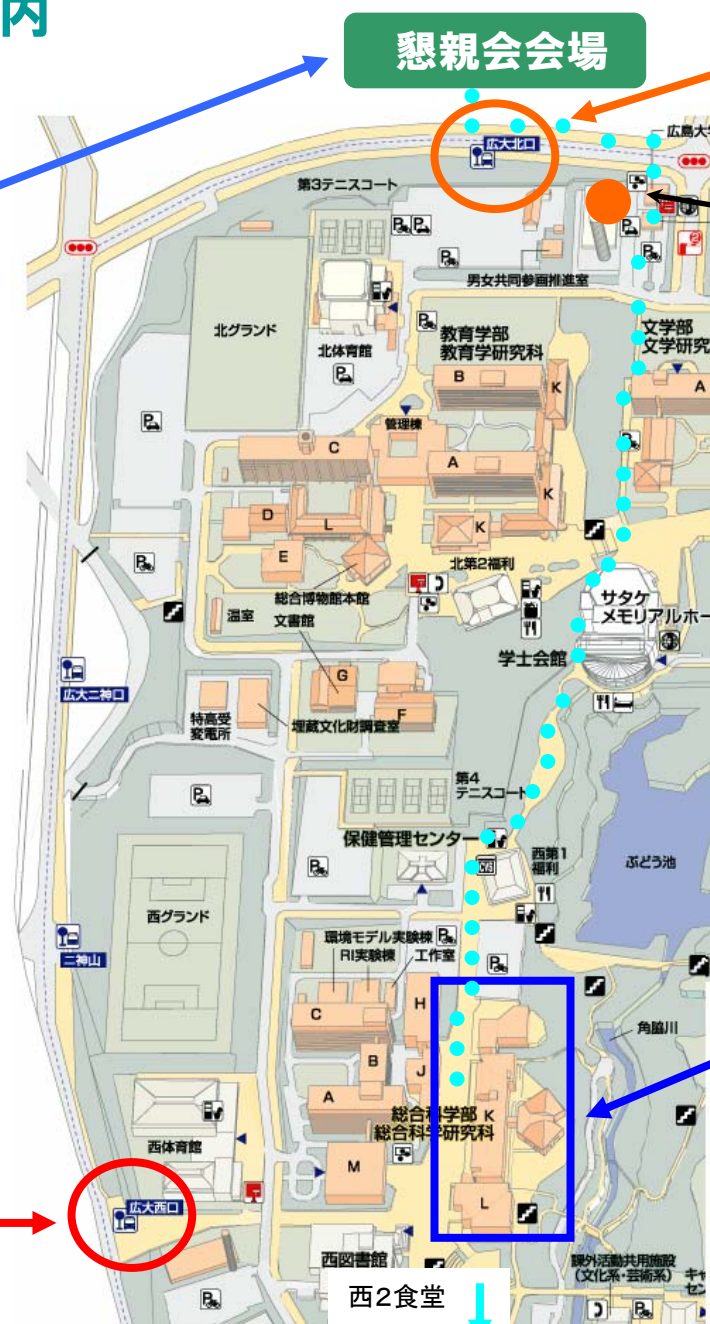 内
懇親会会場
広島大
広大北口
第3テニスコート
男女共同参画推進室
北グランド
北体育館
教育学部
教育学研究科
文学部
文学研究
B
K
A
管理棟
C
A
K
D
L
K
E
北第2福利
総合博物館本館
温室
文書館
サタケ
メモリアルホー
学士会館
広大二神口
G
F
特高受
変電所
埋蔵文化財調査室
第4
テニスコート
保健管理センター
CVS
西第1
福利
ぶどう池
西グランド
二神山
環境モデル実験棟
RI実験棟
工作室
H
C
B
J
A
角脇川
総合科学部 K
総合科学研究科
M
西体育館
L
広大西口
西図書館
課外活動共用施設
(文化系・芸術系)
キャ
セン
西2食堂